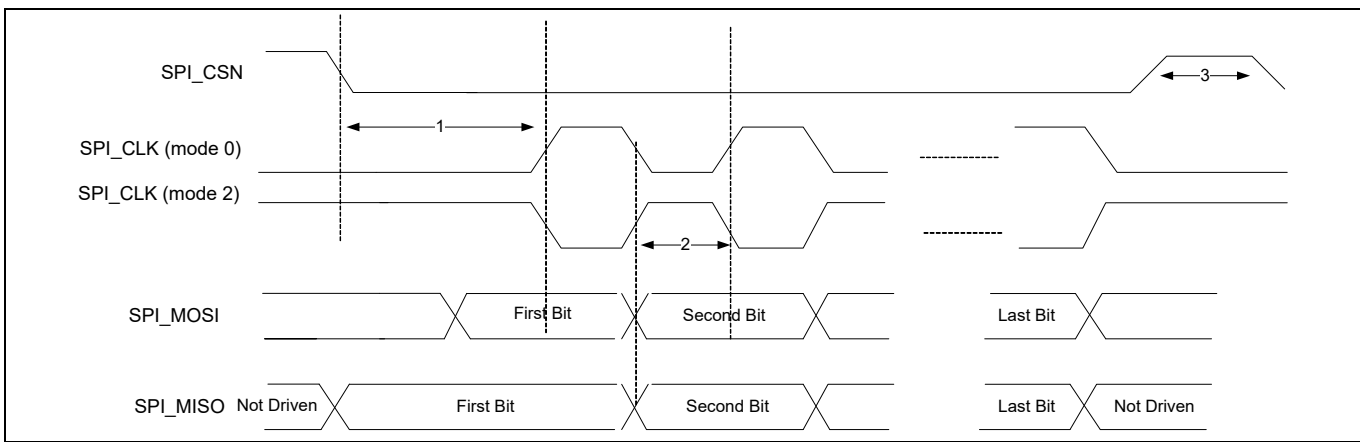 SPI_CSN
3
1
SPI_CLK (mode 0)
SPI_CLK (mode 2)
2
SPI_MOSI First Bit Second Bit Last Bit
SPI_MISO Not Driven First Bit Second Bit Last Bit Not Driven